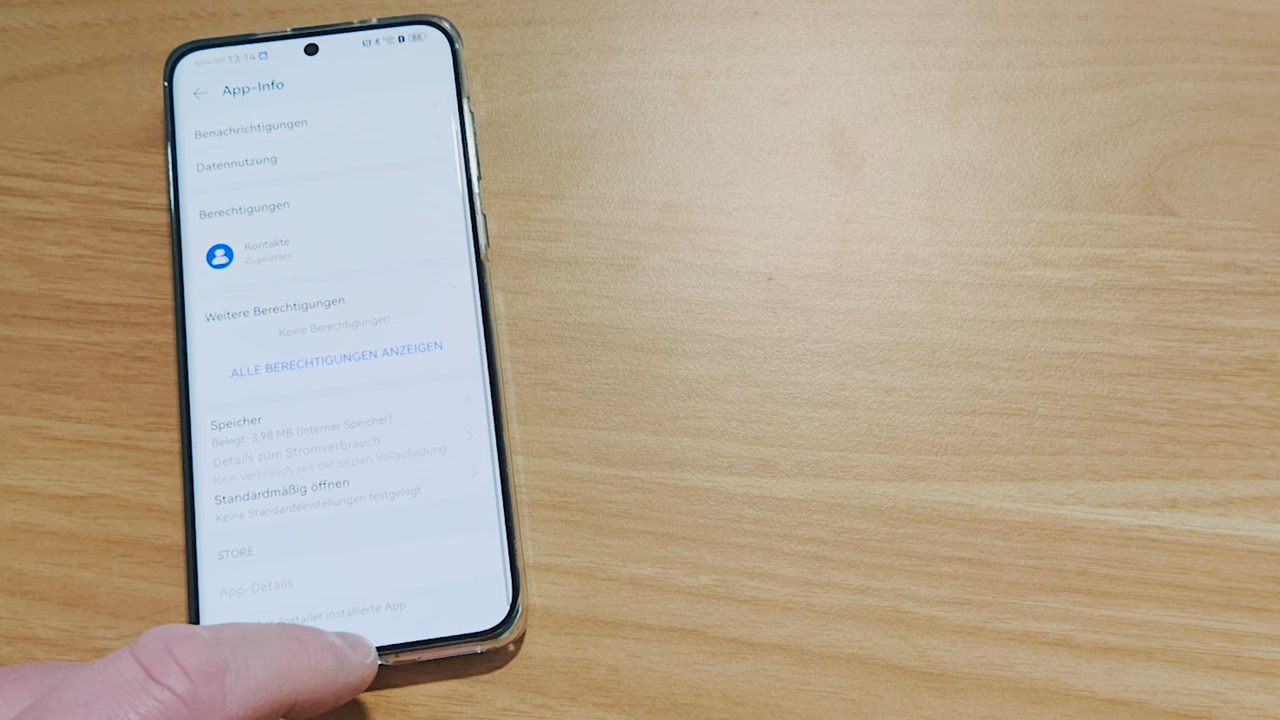 13:14
App-Info
Benachrichtigungen
Datennutzung
Berechtigungen
Kontakte
Zugelassen
Weitere Berechtigungen
Keine Berechtigungen
ALLE BERECHTIGUNGEN ANZEIGEN
Speicher
Belegt: 3,98 MB (Interner Speicher)
Details zum Stromverbrauch
Kein Verbrauch seit der letzten Vollaufladung
Standardmäßig öffnen
Keine Standardeinstellungen festgelegt
STORE
App-Details
installierte App